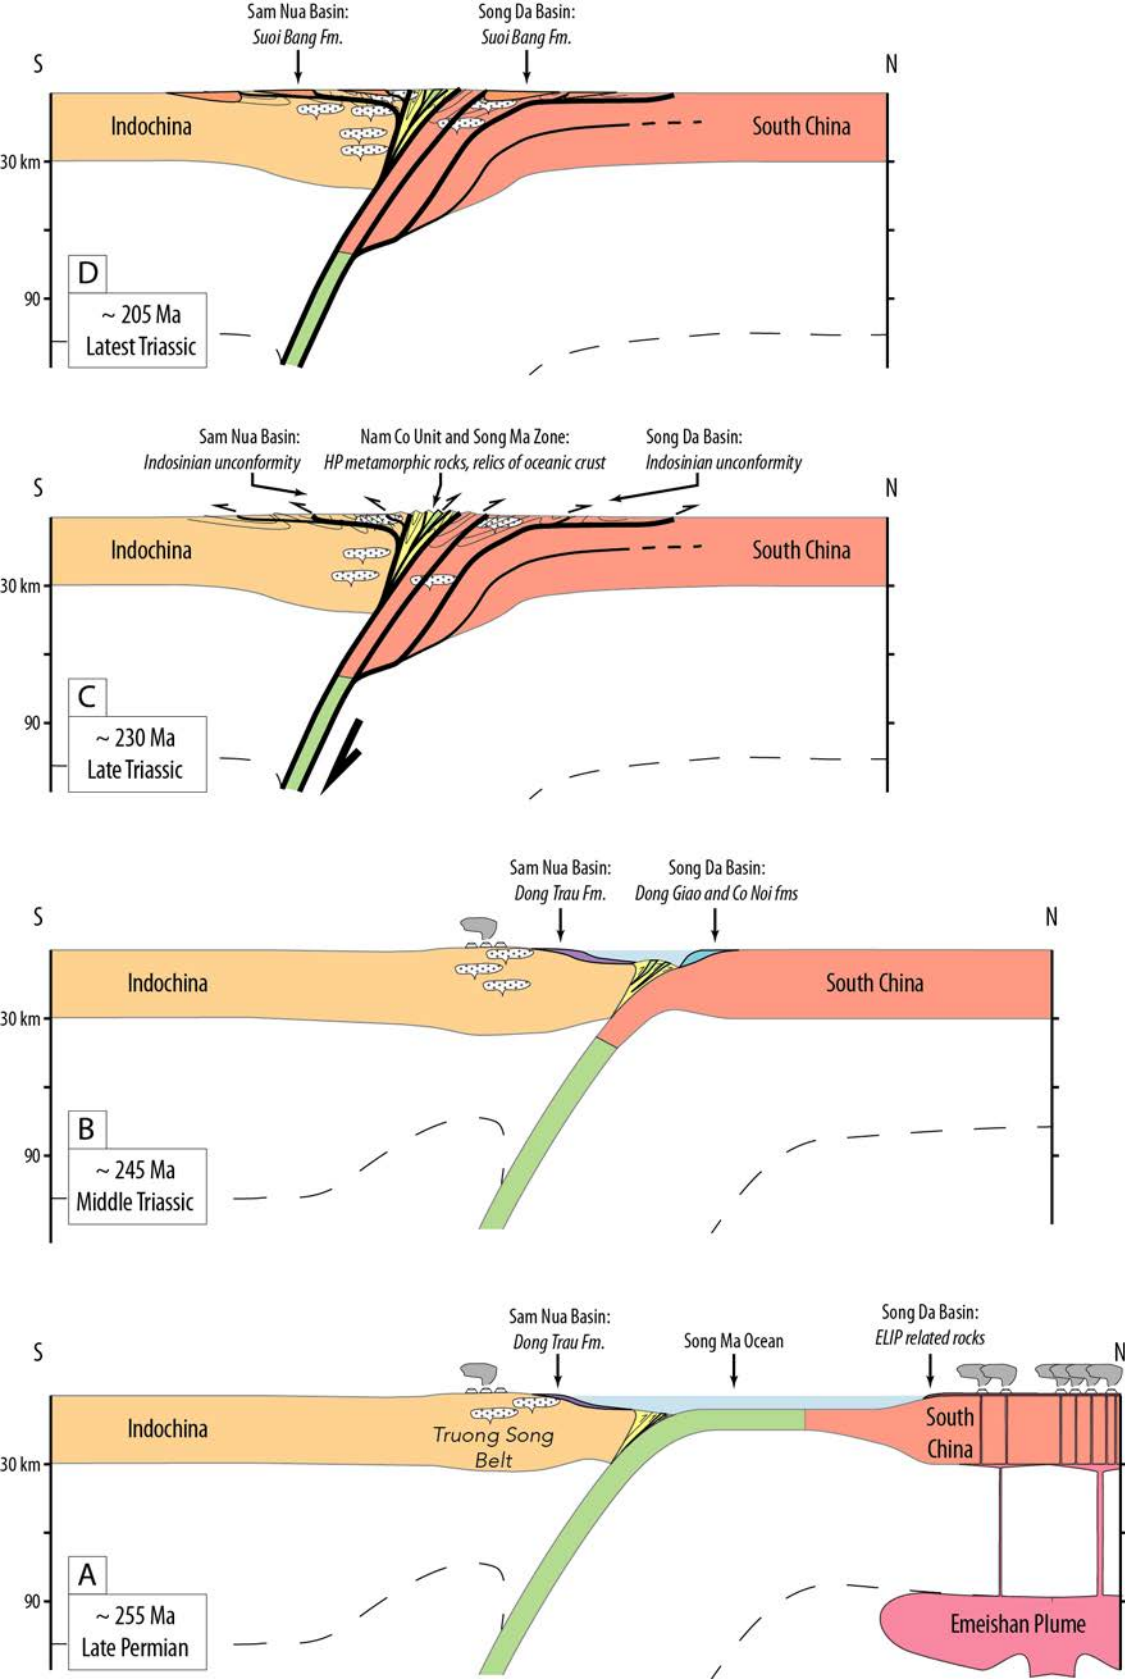 Sam Nua Basin:
Suoi Bang Fm.
Song Da Basin:
Suoi Bang Fm.
S
N
Indochina
South China
30 km
D
90
~ 205 Ma
Latest Triassic
Sam Nua Basin:
Indosinian unconformity
Nam Co Unit and Song Ma Zone:
HP metamorphic rocks, relics of oceanic crust
Song Da Basin:
Indosinian unconformity
S
N
Indochina
South China
30 km
C
90
~ 230 Ma
Late Triassic
Sam Nua Basin:
Dong Trau Fm.
Song Da Basin:
Dong Giao and Co Noi fms
S
N
Indochina
South China
30 km
B
90
~ 245 Ma
Middle Triassic
Sam Nua Basin:
Dong Trau Fm.
Song Ma Ocean
Song Da Basin:
ELIP related rocks
S
N
Indochina
Truong Song
Belt
South
China
30 km
A
90
~ 255 Ma
Late Permian
Emeishan Plume